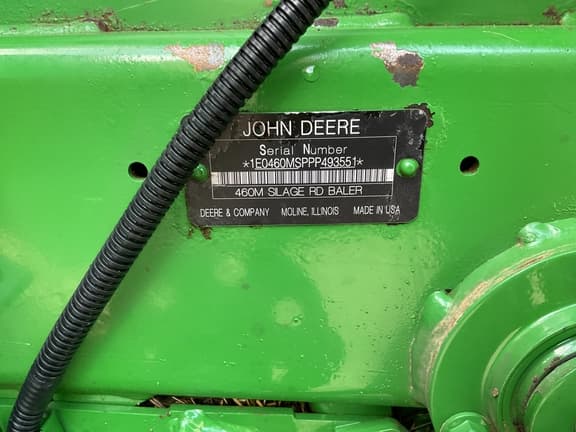 JOHN DEERE
Serial Number
*1E0460MSPPP493551*
460M SILAGE RD BALER
DEERE & COMPANY MOLINE, ILLINOIS MADE IN USA